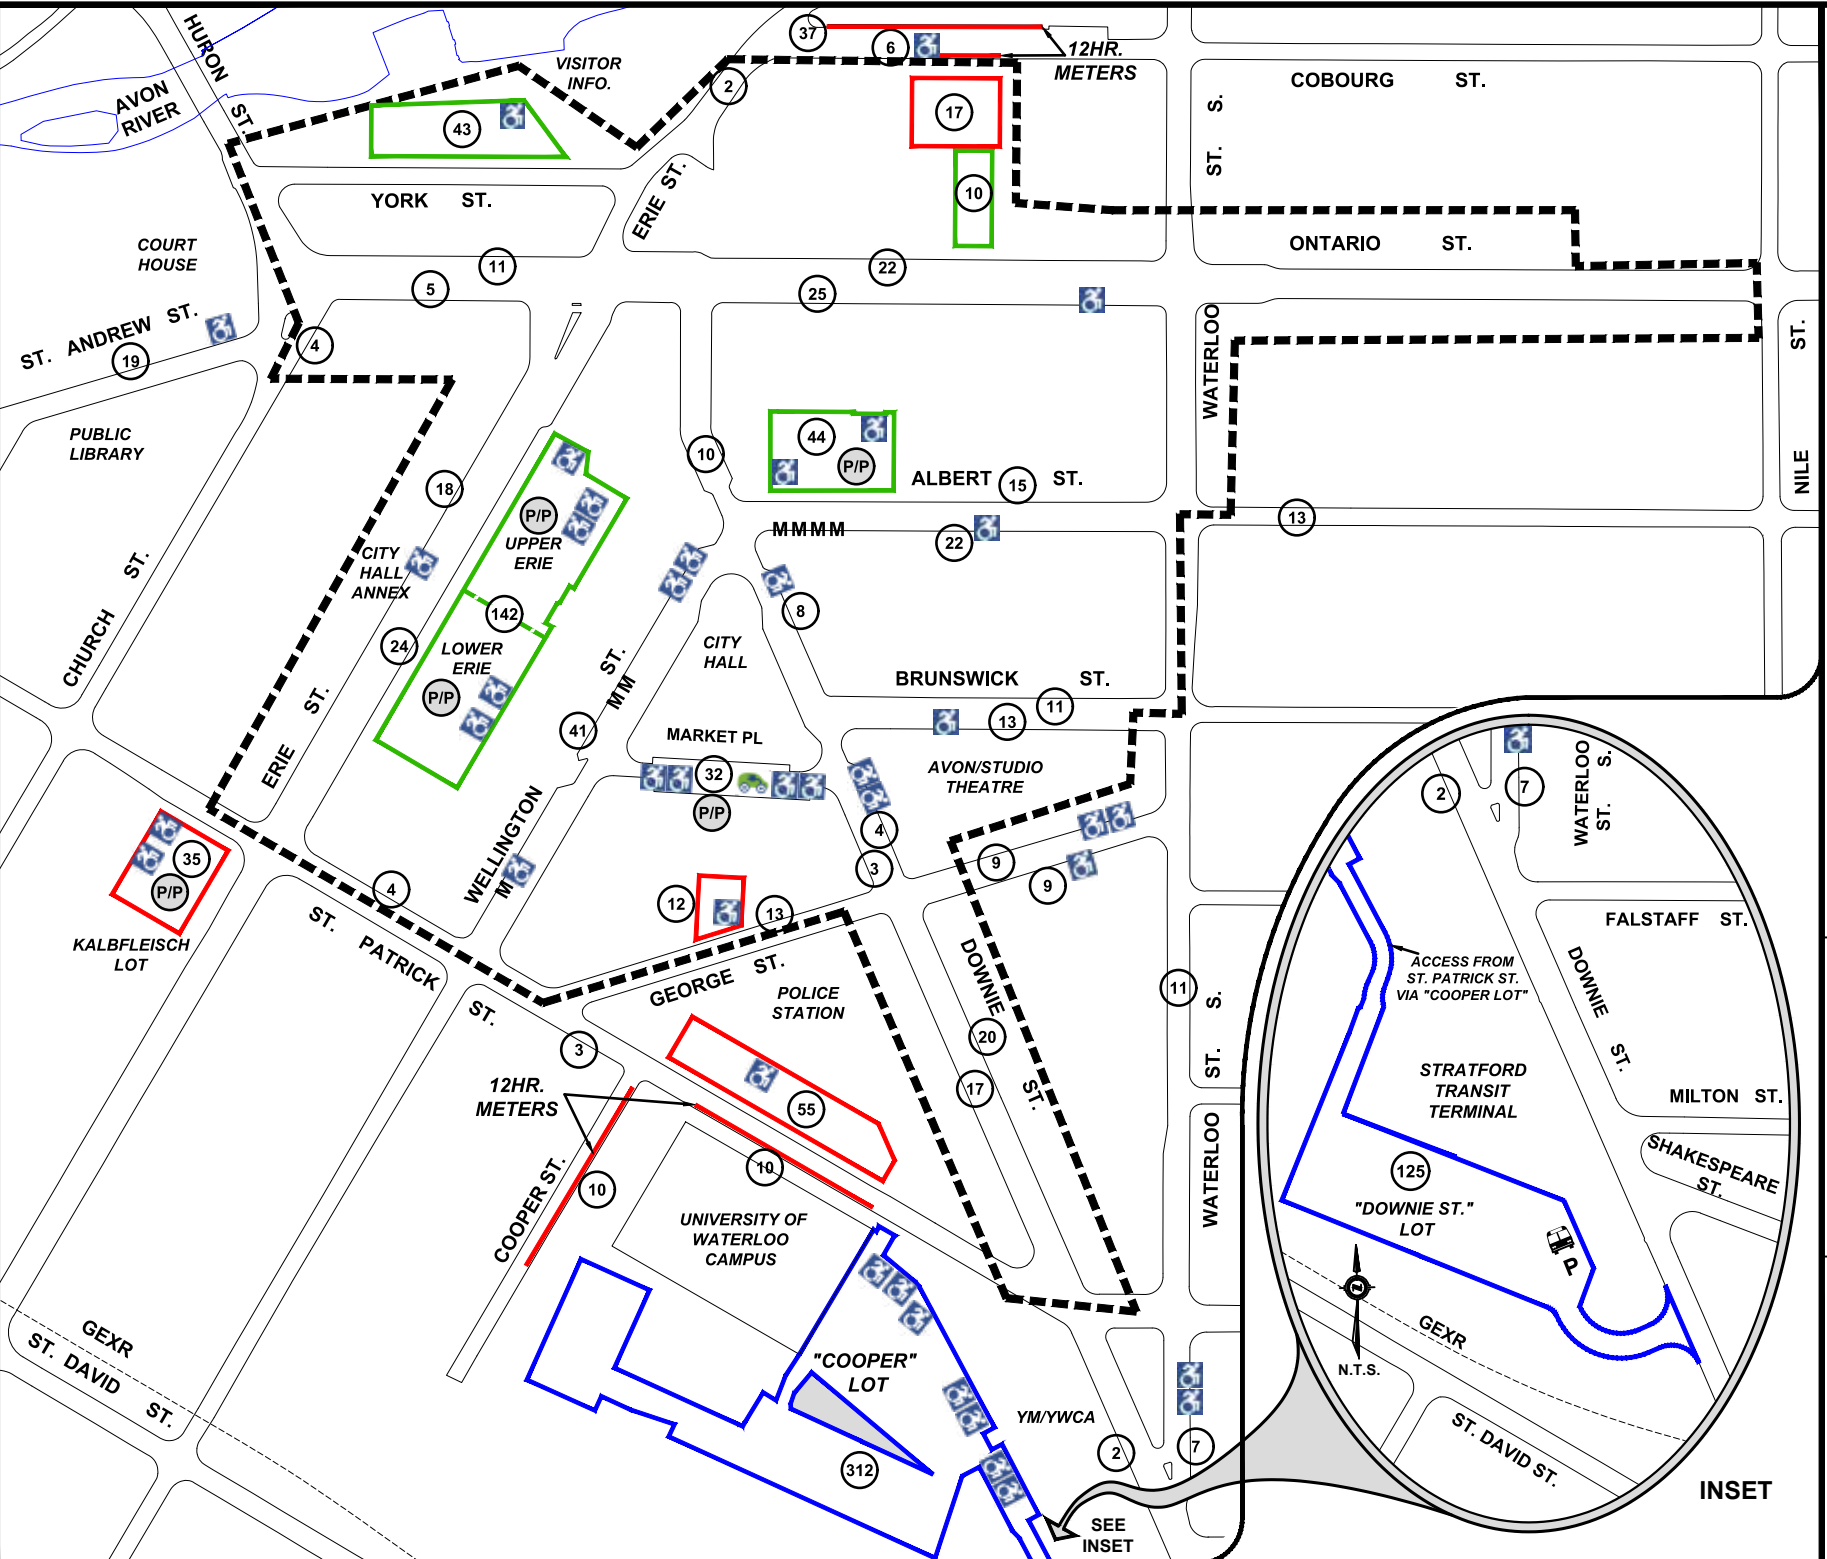 HURON ST.
37
6
12HR.
METERS
VISITOR
INFO.
2
COBOURG ST.
AVON
RIVER
43
17
ST. S.
10
YORK ST.
ERIE ST.
COURT
HOUSE
ONTARIO ST.
11
22
5
25
ST. ANDREW ST.
19
4
WATERLOO
NILE ST.
PUBLIC
LIBRARY
44
P/P
10
ALBERT ST.
15
18
P/P
UPPER
ERIE
MMMM
22
13
CITY
HALL
ANNEX
CHURCH ST.
142
8
24
LOWER
ERIE
P/P
CITY
HALL
ST.
MM
BRUNSWICK ST.
11
13
ERIE ST.
41
MARKET PL
32
P/P
AVON/STUDIO
THEATRE
WELLINGTON
M
4
3
9
9
35
P/P
KALBFLEISCH
LOT
4
12
13
ST. PATRICK ST.
GEORGE ST.
POLICE
STATION
DOWNIE ST.
11
ST. S.
20
17
3
12HR.
METERS
55
10
10
COOPER ST.
WATERLOO
UNIVERSITY OF
WATERLOO
CAMPUS
GEXR
ST. DAVID ST.
"COOPER"
LOT
312
YM/YWCA
2
7
SEE
INSET
2
7
WATERLOO
ST. S.
FALSTAFF ST.
ACCESS FROM
ST. PATRICK ST.
VIA "COOPER LOT"
DOWNIE ST.
STRATFORD
TRANSIT
TERMINAL
MILTON ST.
SHAKESPEARE
ST.
125
"DOWNIE ST."
LOT
P
Z
N.T.S.
GEXR
ST. DAVID ST.
INSET